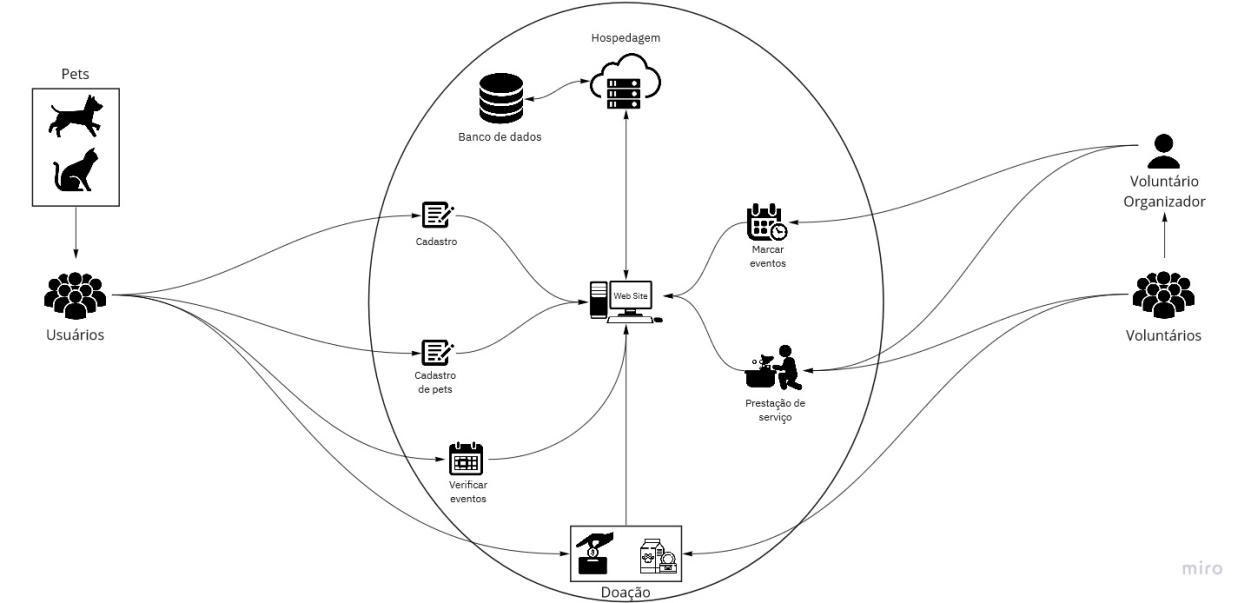 Hospedagem
Pets
Banco de dados
Voluntário
Organizador
Cadastro
Marcar
eventos
Web Site
Usuários
Voluntários
Cadastro
de pets
Prestação de
serviço
Verificar
eventos
Doação
miro